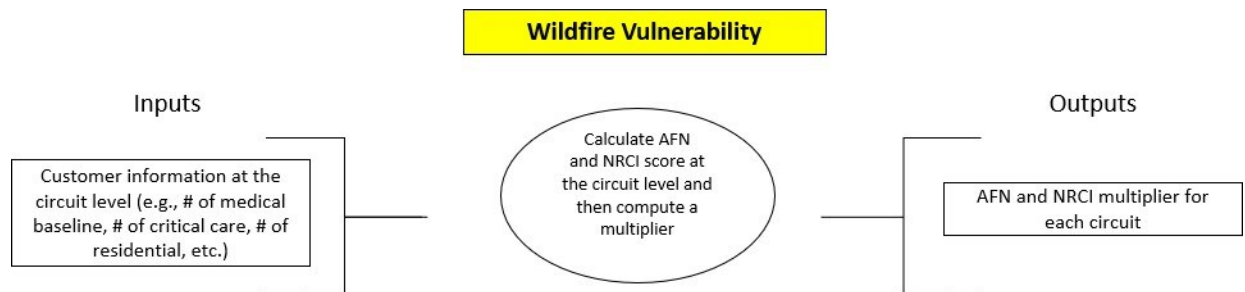 Wildfire Vulnerability
Inputs
Customer information at the
circuit level (e.g., # of medical
baseline, # of critical care, # of
residential, etc.)
Calculate AFN
and NRCI score at
the circuit level and
then compute a
multiplier
Outputs
AFN and NRCI multiplier for
each circuit